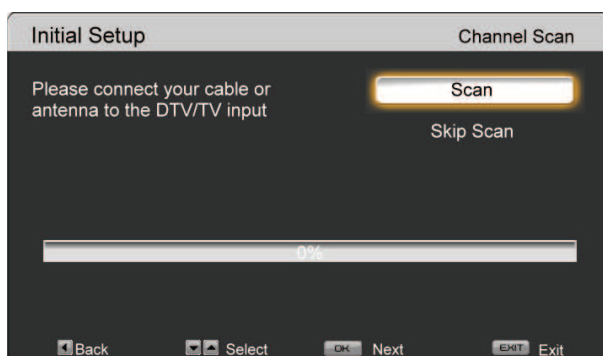 Initial Setup
Channel Scan
Please connect your cable or
antenna to the DTV/TV input
Scan
Skip Scan
0%
Back
Select
OK Next
EXIT Exit